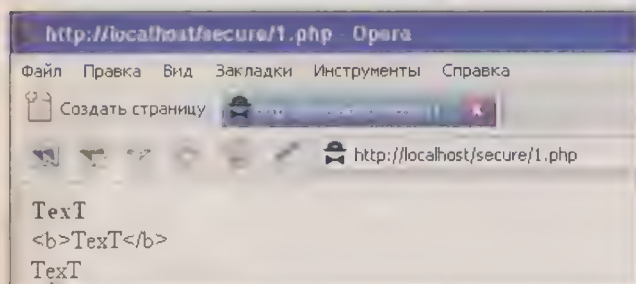 http://localhost/secure/1.php - Opera
Файл Правка Вид Закладки Инструменты Справка
Создать страницу
http://localhost/secure/1.php
TexT
<b>TexT</b>
TexT